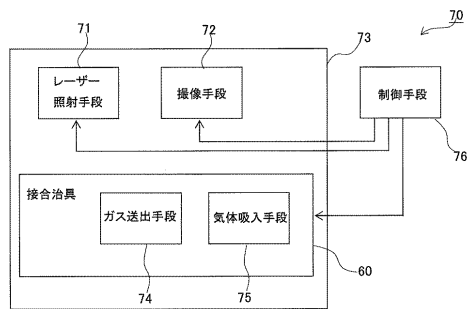 70
71
72
73
レーザー
照射手段
撮像手段
制御手段
76
接合治具
ガス送出手段
気体吸入手段
74
75
60